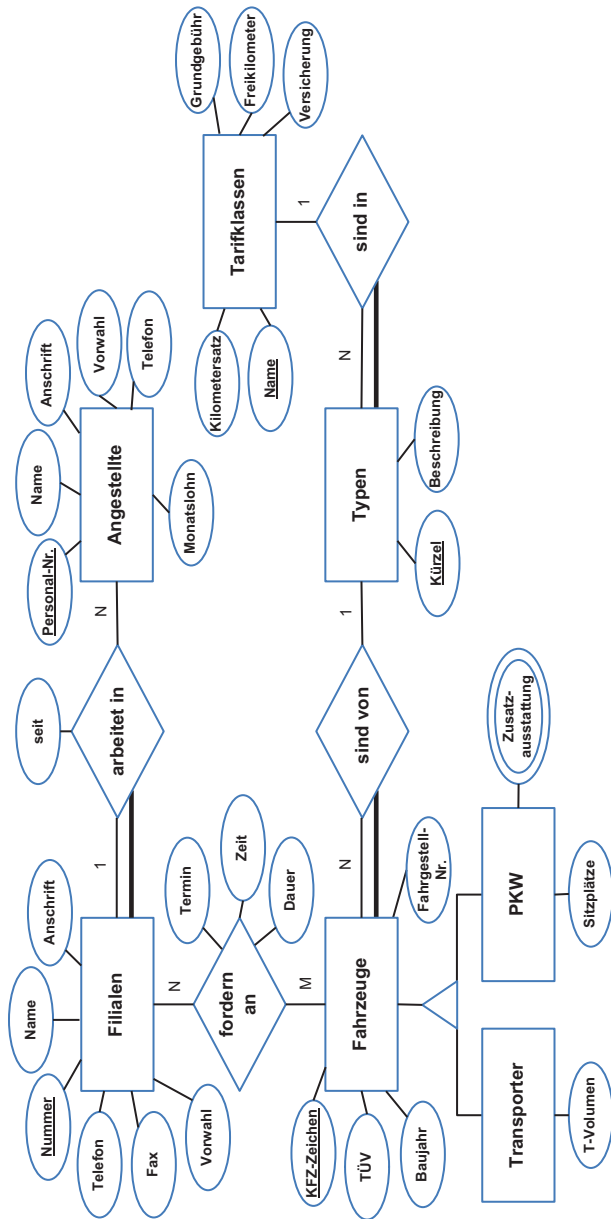 seit
Nummer
Name
Anschrift
Filialen
Telefon
Fax
Vorwahl
1
arbeitet in
N
Personal-Nr.
Name
Anschrift
Vorwahl
Telefon
Angestellte
Monatslohn
N
fordern
an
Termin
Zeit
Dauer
M
KFZ-Zeichen
TÜV
Baujahr
Fahrzeuge
Fahrgestell-
Nr.
N
sind von
1
Typen
Kürzel
Beschreibung
N
sind in
1
Tarifklassen
Kilometersatz
Name
Grundgebühr
Freikilometer
Versicherung
Transporter
T-Volumen
PKW
Sitzplätze
Zusatz-
ausstattung